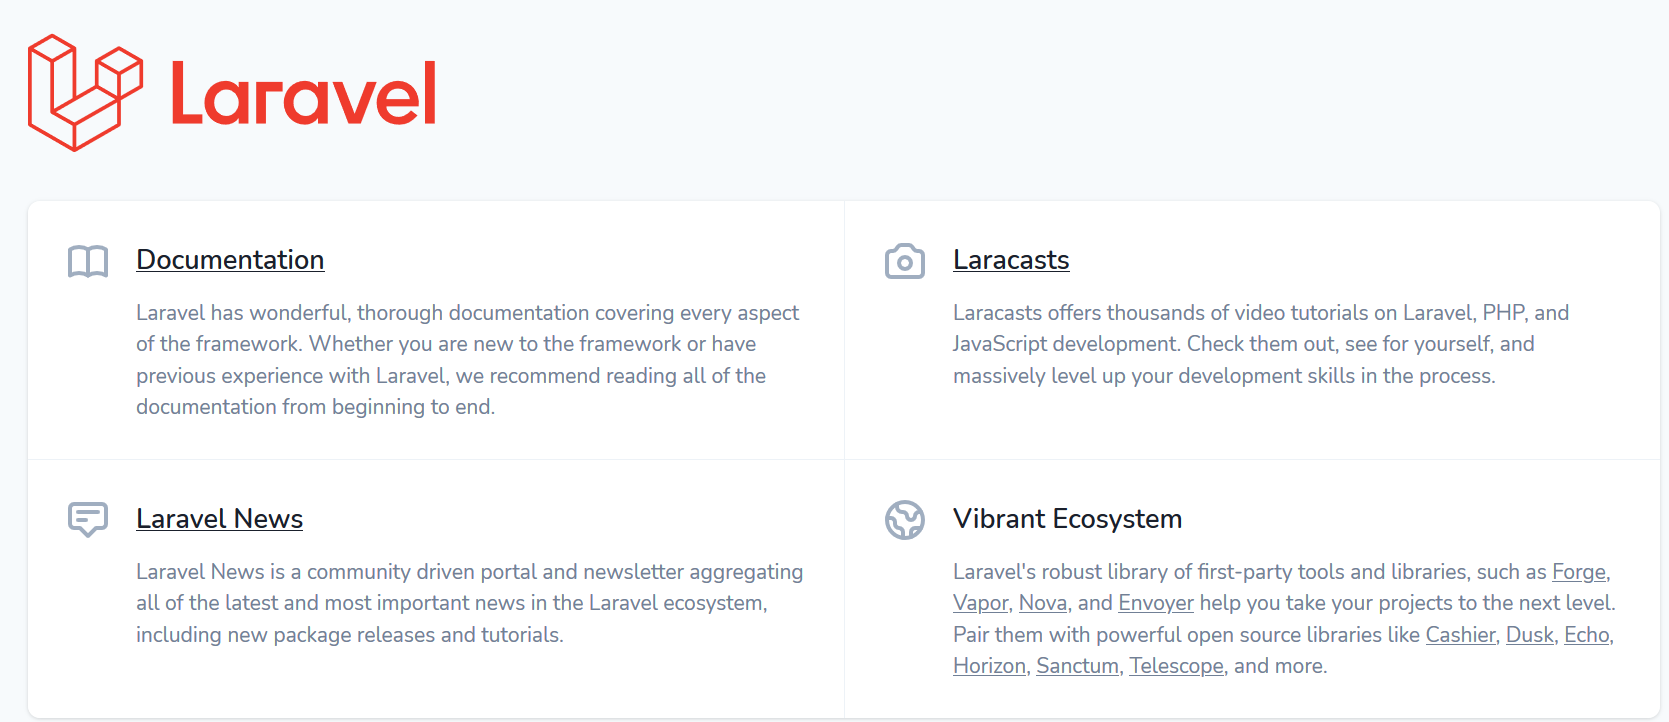 Laravel
Documentation
Laravel has wonderful, thorough documentation covering every aspect
of the framework. Whether you are new to the framework or have
previous experience with Laravel, we recommend reading all of the
documentation from beginning to end.
Laracasts
Laracasts offers thousands of video tutorials on Laravel, PHP, and
JavaScript development. Check them out, see for yourself, and
massively level up your development skills in the process.
Laravel News
Laravel News is a community driven portal and newsletter aggregating
all of the latest and most important news in the Laravel ecosystem,
including new package releases and tutorials.
Vibrant Ecosystem
Laravel's robust library of first-party tools and libraries, such as Forge,
Vapor, Nova, and Envoyer help you take your projects to the next level.
Pair them with powerful open source libraries like Cashier, Dusk, Echo,
Horizon, Sanctum, Telescope, and more.